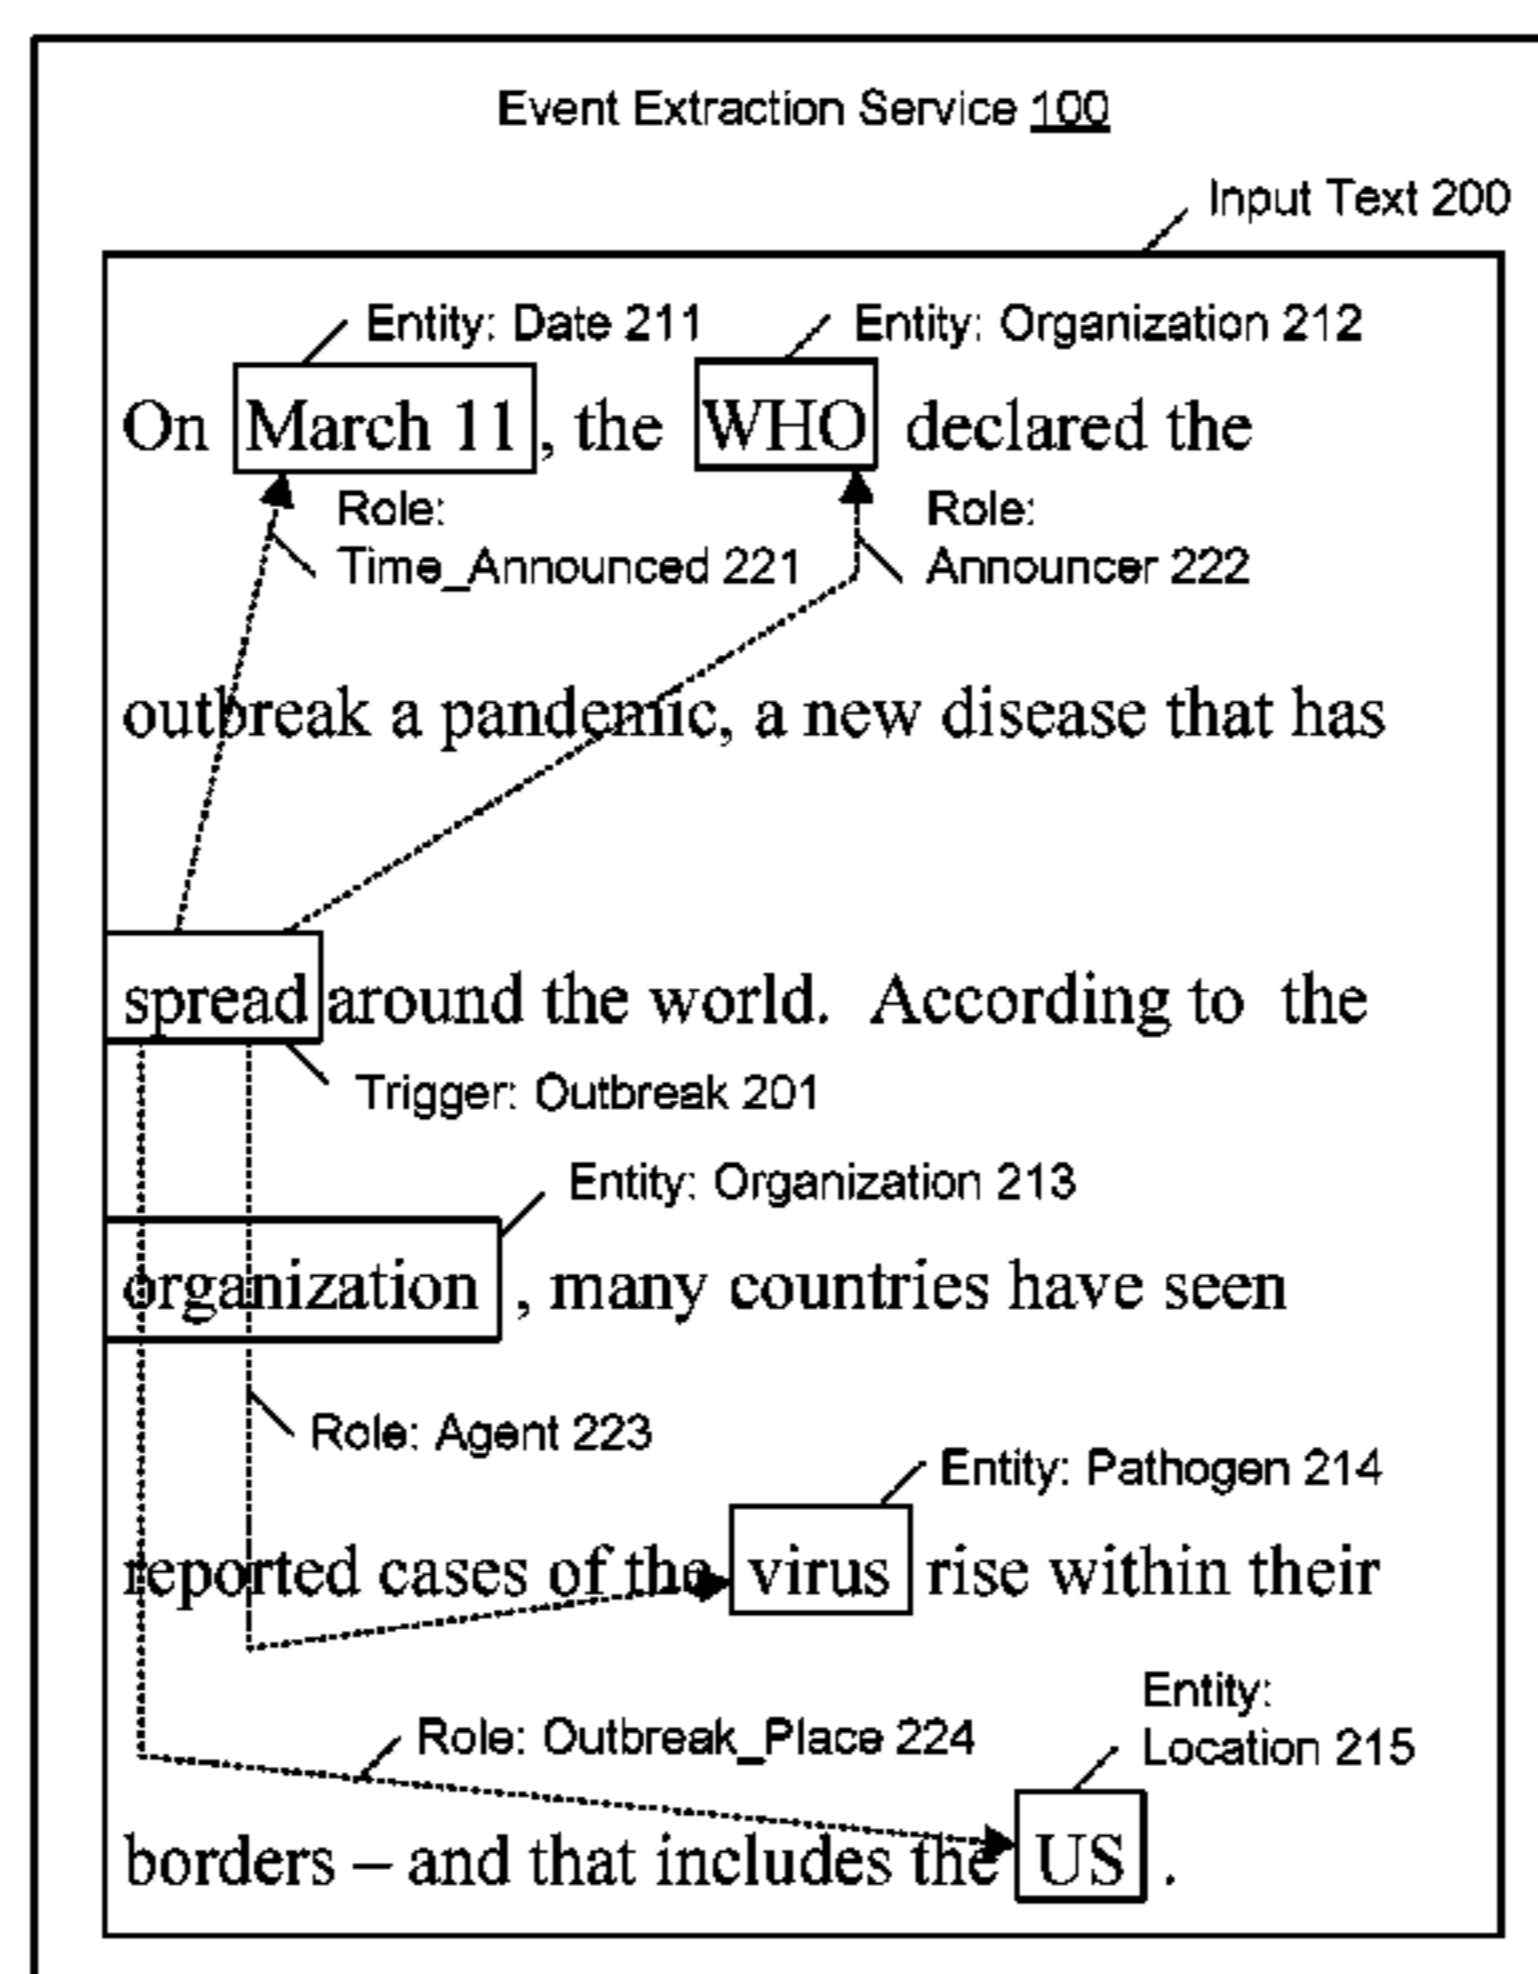 Event Extraction Service 100
Input Text 200
Entity: Date 211
Entity: Organization 212
On March 11, the WHO declared the
Role:
Time_Announced 221
Role:
Announcer 222
outbreak a pandemic, a new disease that has
spread around the world. According to the
Trigger: Outbreak 201
Entity: Organization 213
organization , many countries have seen
Role: Agent 223
Entity: Pathogen 214
reported cases of the virus rise within their
Role: Outbreak_Place 224
Entity:
Location 215
borders – and that includes the US .